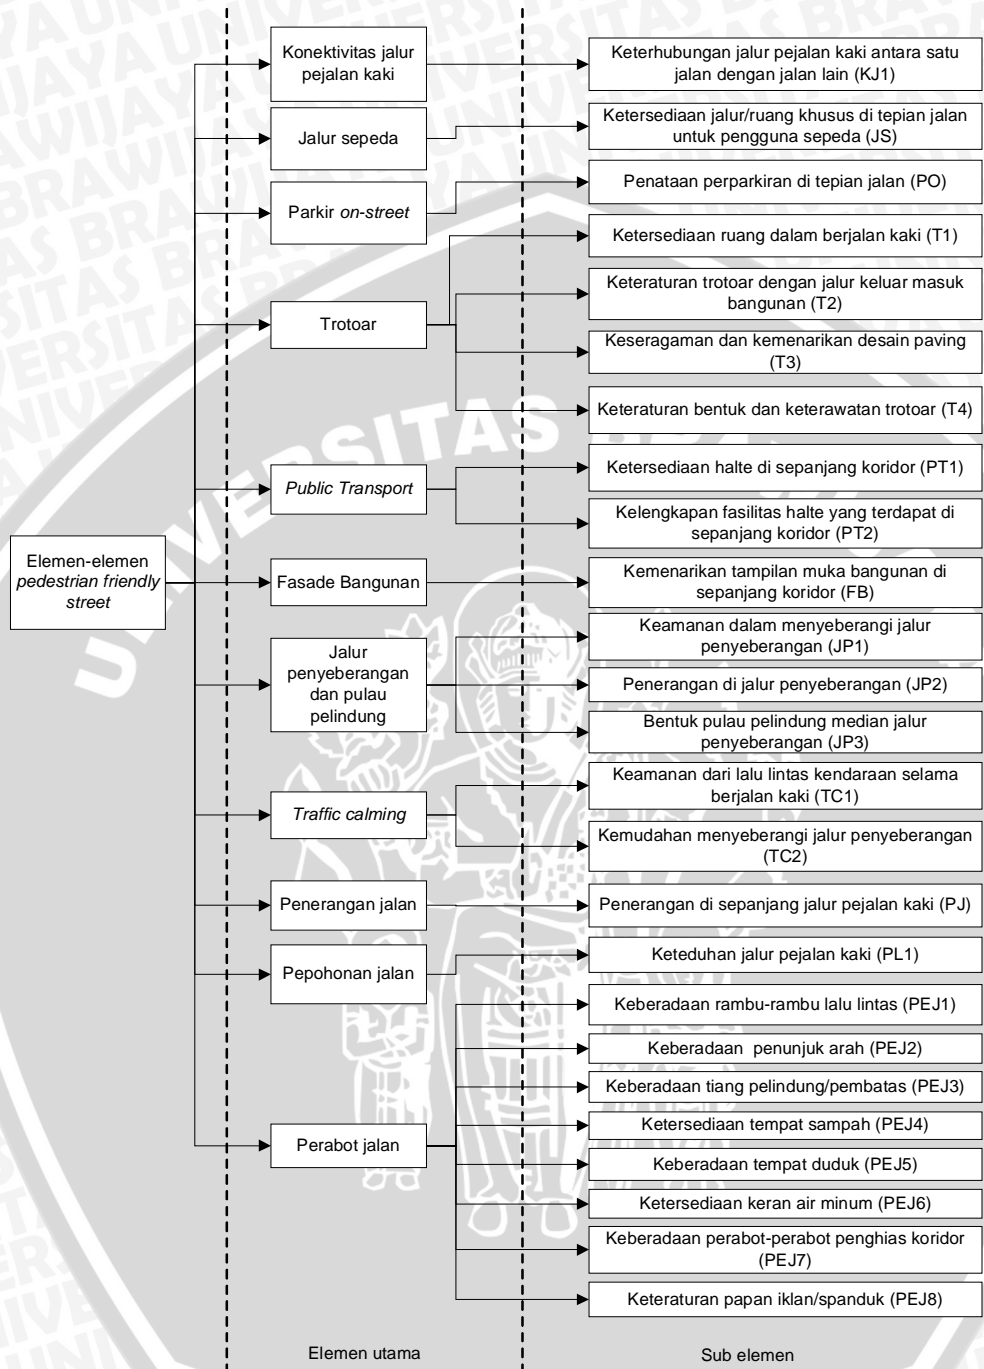 Elemen-elemen
pedestrian friendly
street
Konektivitas jalur
pejalan kaki
Keterhubungan jalur pejalan kaki antara satu
jalan dengan jalan lain (KJ1)
Jalur sepeda
Ketersediaan jalur/ruang khusus di tepian jalan
untuk pengguna sepeda (JS)
Parkir on-street
Penataan perparkiran di tepian jalan (PO)
Trotoar
Ketersediaan ruang dalam berjalan kaki (T1)
Keteraturan trotoar dengan jalur keluar masuk
bangunan (T2)
Keseragaman dan kemenarikan desain paving
(T3)
Keteraturan bentuk dan keterawatan trotoar (T4)
Public Transport
Ketersediaan halte di sepanjang koridor (PT1)
Kelengkapan fasilitas halte yang terdapat di
sepanjang koridor (PT2)
Fasade Bangunan
Kemenarikan tampilan muka bangunan di
sepanjang koridor (FB)
Jalur
penyeberangan
dan pulau
pelindung
Keamanan dalam menyeberangi jalur
penyeberangan (JP1)
Penerangan di jalur penyeberangan (JP2)
Bentuk pulau pelindung median jalur
penyeberangan (JP3)
Traffic calming
Keamanan dari lalu lintas kendaraan selama
berjalan kaki (TC1)
Kemudahan menyeberangi jalur penyeberangan
(TC2)
Penerangan jalan
Penerangan di sepanjang jalur pejalan kaki (PJ)
Pepohonan jalan
Keteduhan jalur pejalan kaki (PL1)
Perabot jalan
Keberadaan rambu-rambu lalu lintas (PEJ1)
Keberadaan  penunjuk arah (PEJ2)
Keberadaan tiang pelindung/pembatas (PEJ3)
Ketersediaan tempat sampah (PEJ4)
Keberadaan tempat duduk (PEJ5)
Ketersediaan keran air minum (PEJ6)
Keberadaan perabot-perabot penghias koridor
(PEJ7)
Keteraturan papan iklan/spanduk (PEJ8)
Elemen utama
Sub elemen
UNIVERSITAS